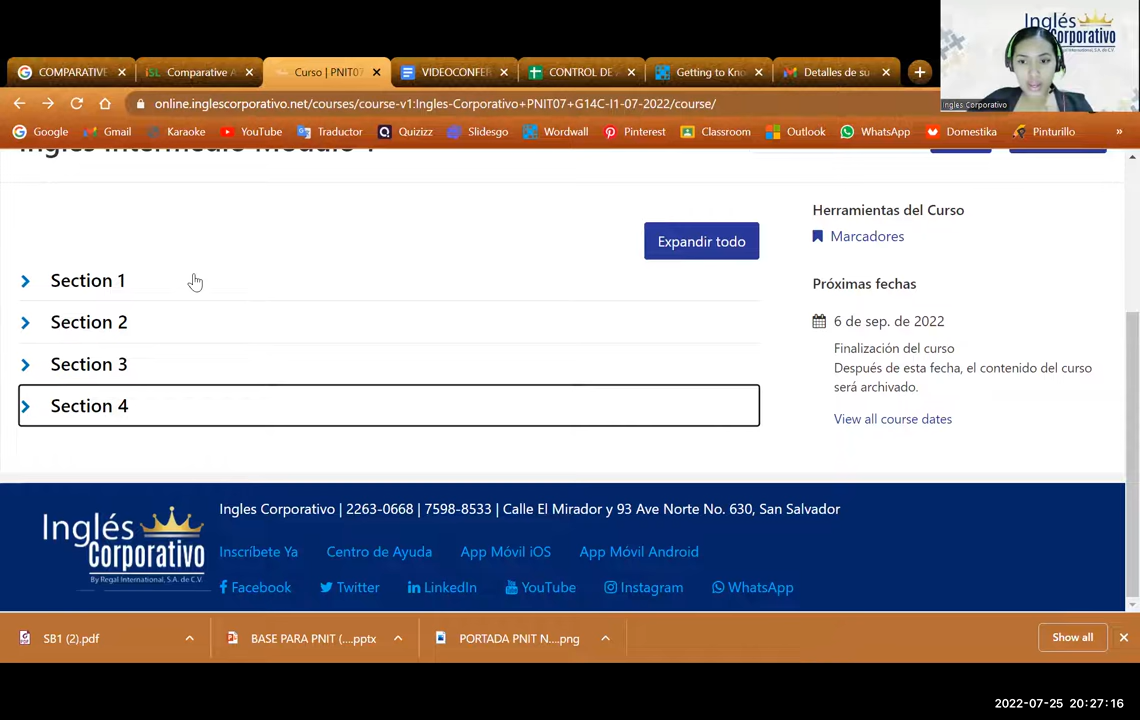 Inglés
Corporativo
Ingles Corporativo
COMPARATIVE
Comparative A
Curso | PNIT07
VIDEOCONFER
CONTROL DE
Getting to Kno
Detalles de su
online.inglescorporativo.net/courses/course-v1:Ingles-Corporativo+PNIT07+G14C-I1-07-2022/course/
Google
Gmail
Karaoke
YouTube
Traductor
Quizizz
Slidesgo
Wordwall
Pinterest
Classroom
Outlook
WhatsApp
Domestika
Pinturillo
»
Expandir todo
Section 1
Section 2
Section 3
Section 4
Herramientas del Curso
Marcadores
Próximas fechas
6 de sep. de 2022
Finalización del curso
Después de esta fecha, el contenido del curso
será archivado.
View all course dates
Inglés
Corporativo
By Regal International, S.A. de C.V.
Ingles Corporativo | 2263-0668 | 7598-8533 | Calle El Mirador y 93 Ave Norte No. 630, San Salvador
Inscríbete Ya
Centro de Ayuda
App Móvil iOS
App Móvil Android
Facebook
Twitter
LinkedIn
YouTube
Instagram
WhatsApp
SB1 (2).pdf
BASE PARA PNIT (....pptx
PORTADA PNIT N....png
Show all
2022-07-25 20:27:16